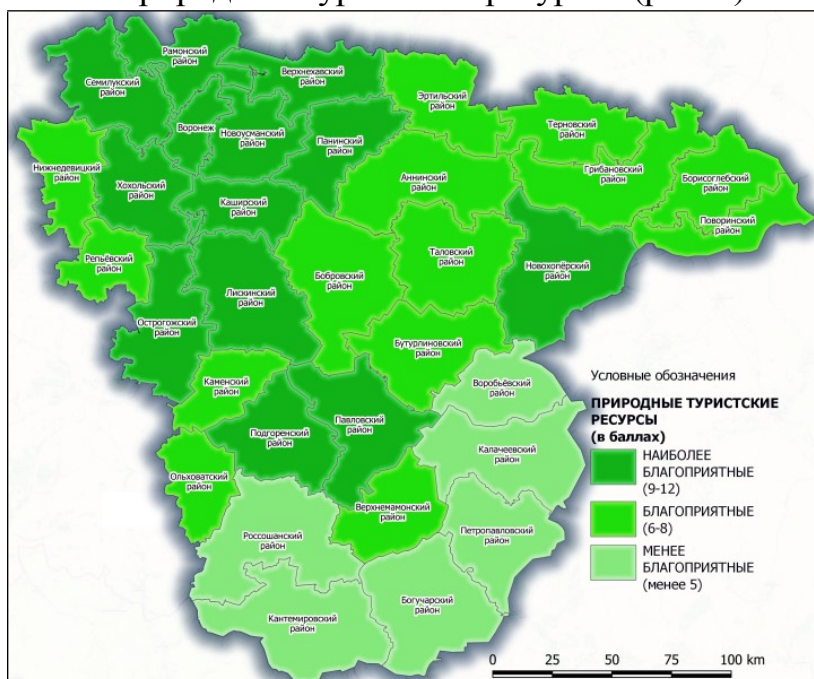 Рамонский
район
Семилукский
район
Верхнехавский
район
Эртильский
район
Воронеж
Новоусманский
район
Панинский
район
Терновский
район
Нижнедевицкий
район
Хохольский
район
Аннинский
район
Грибановский
район
Борисоглебский
район
Каширский
район
Поворинский
район
Репьёвский
район
Бобровский
район
Таловский
район
Новохопёрский
район
Лискинский
район
Острогожский
район
Бутурлиновский
район
Каменский
район
Воробьёвский
район
Подгоренский
район
Павловский
район
Калачеевский
район
Ольховатский
район
Верхнемамонский
район
Россошанский
район
Петропавловский
район
Богучарский
район
Кантемировский
район
Условные обозначения
ПРИРОДНЫЕ ТУРИСТСКИЕ
РЕСУРСЫ
(в баллах)
НАИБОЛЕЕ
БЛАГОПРИЯТНЫЕ
(9-12)
БЛАГОПРИЯТНЫЕ
(6-8)
МЕНЕЕ
БЛАГОПРИЯТНЫЕ
(менее 5)
0 25 50 75 100 km